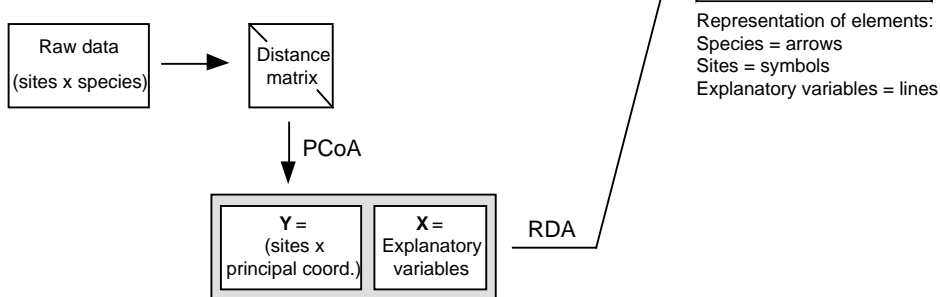 Representation of elements:
Species = arrows
Sites = symbols
Explanatory variables = lines
Raw data
(sites x species)
Distance
matrix
PCoA
Y =
(sites x
principal coord.)
X =
Explanatory
variables
RDA